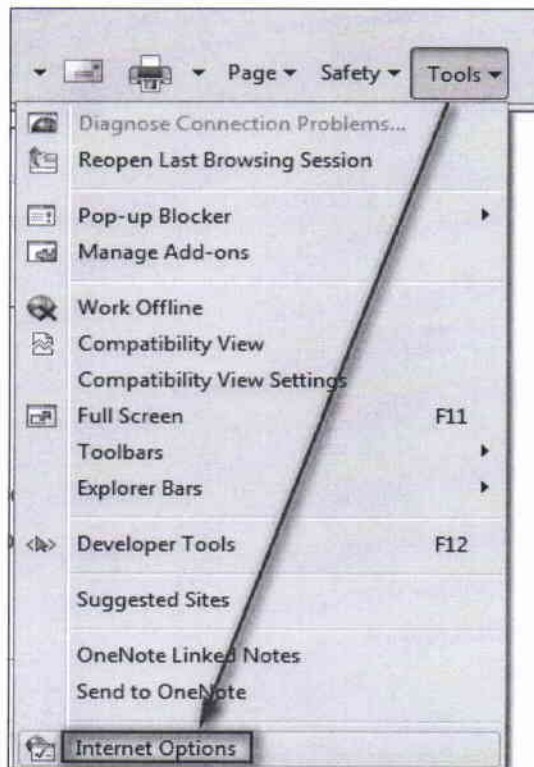 Page Safety Tools
Diagnose Connection Problems...
Reopen Last Browsing Session
Pop-up Blocker
Manage Add-ons
Work Offline
Compatibility View
Compatibility View Settings
Full Screen F11
Toolbars
Explorer Bars
Developer Tools F12
Suggested Sites
OneNote Linked Notes
Send to OneNote
Internet Options